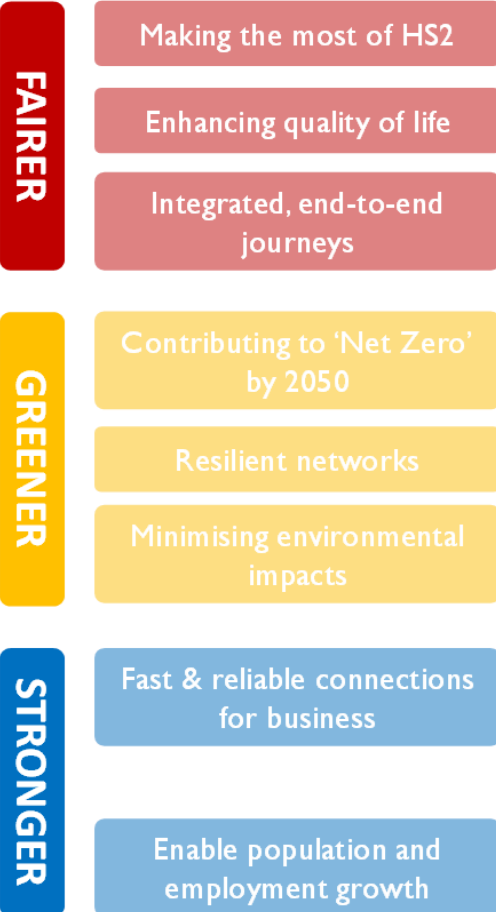 FAIRER
Making the most of HS2
Enhancing quality of life
Integrated, end-to-end
journeys
GREENER
Contributing to ‘Net Zero’
by 2050
Resilient networks
Minimising environmental
impacts
STRONGER
Fast & reliable connections
for business
Enable population and
employment growth